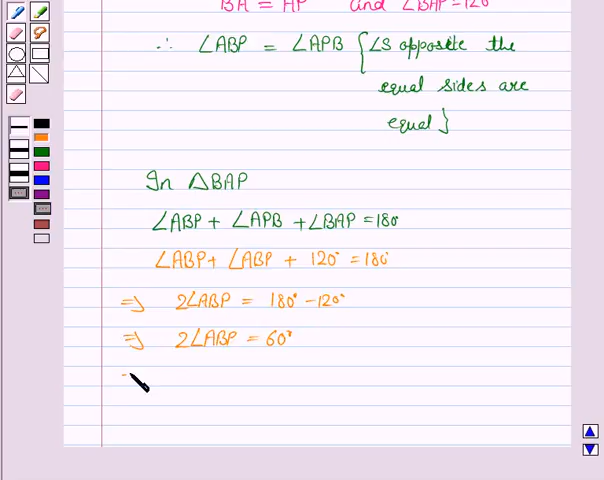 BA = AP and ∠BAP=120
∴ ∠ABP = ∠APB {∠S opposite the
equal sides are
equal}
In △BAP
∠ABP + ∠APB + ∠BAP = 180°
∠ABP + ∠ABP + 120° = 180°
⇒ 2∠ABP = 180° - 120°
⇒ 2∠ABP = 60°